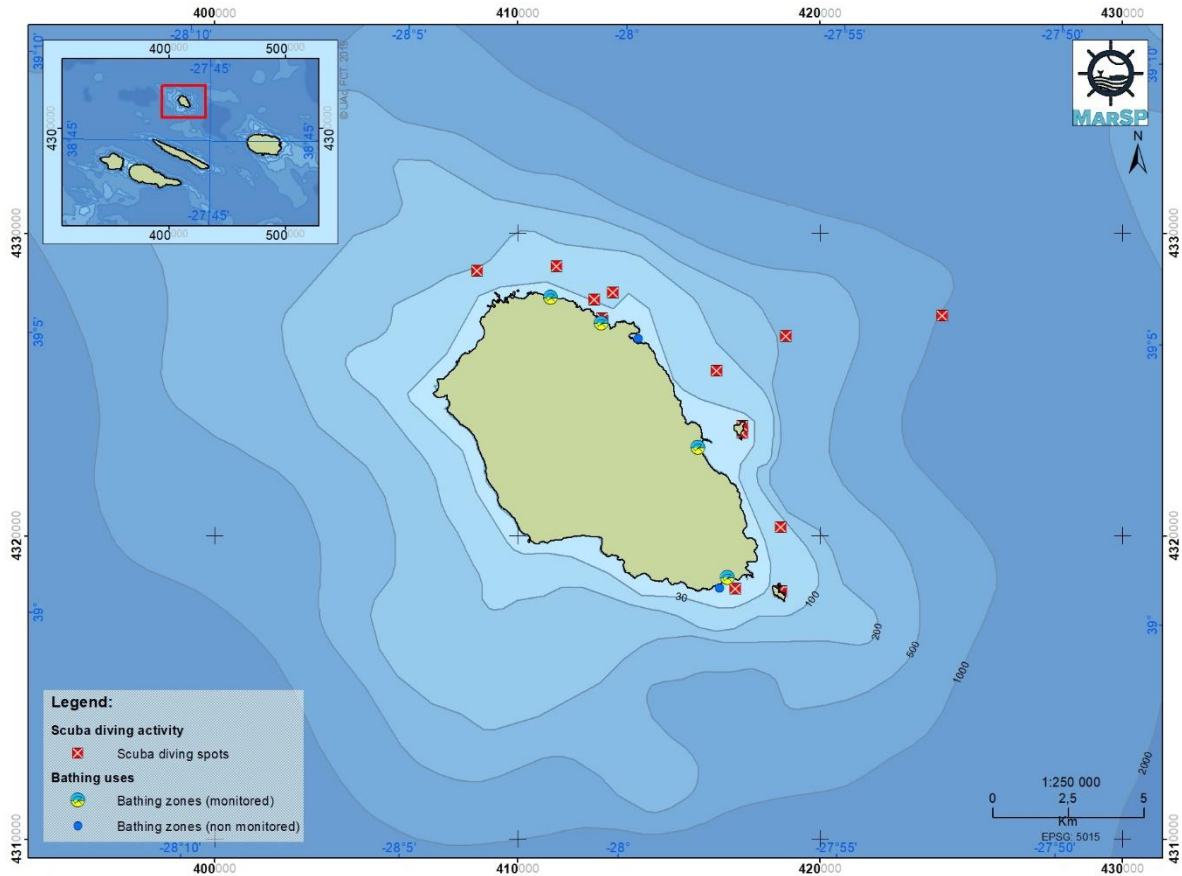 400000 410000 420000 430000
-28°10' -28°5' -28° -27°55' -27°50'
39°10' 39°10'
400000 500000
-27°45'
© UAc, FCT, 2019
430 430
38°45' 38°45'
-27°45'
400000 500000
MARSP
N
4330000 4330000
39°5' 39°5'
4320000 4320000
39° 39°
30
100
200
500
1000
2000
Legend:
Scuba diving activity
Scuba diving spots
Bathing uses
Bathing zones (monitored)
Bathing zones (non monitored)
1:250 000
0 2,5 5
Km
EPSG: 5015
4310000 4310000
-28°10' -28°5' -28° -27°55' -27°50'
400000 410000 420000 430000